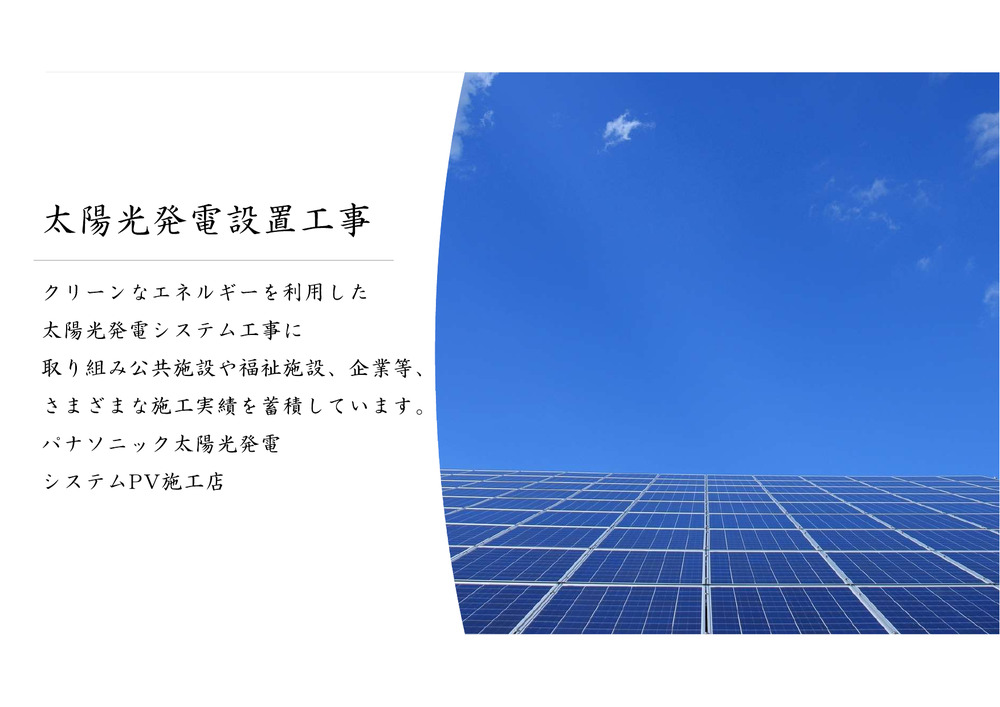 太陽光発電設置工事
クリーンなエネルギーを利用した
太陽光発電システム工事に
取り組み公共施設や福祉施設、企業等、
さまざまな施工実績を蓄積しています。
パナソニック太陽光発電
システムPV施工店